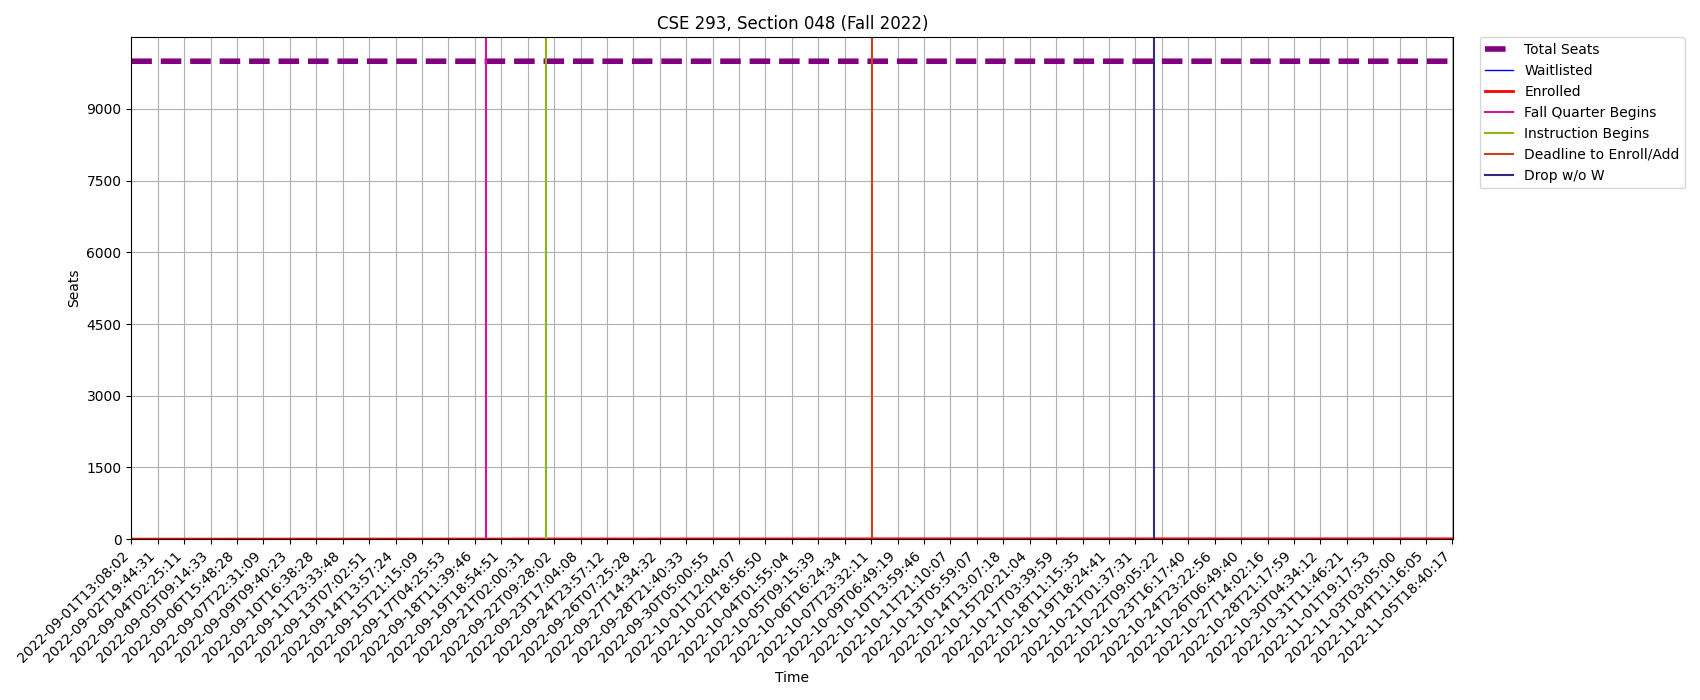 CSE 293, Section 048 (Fall 2022)
Total Seats
Waitlisted
Enrolled
Fall Quarter Begins
Instruction Begins
Deadline to Enroll/Add
Drop w/o W
Seats
9000
7500
6000
4500
3000
1500
0
2022-09-01T13:08:02
2022-09-02T19:44:31
2022-09-04T02:25:11
2022-09-05T09:14:33
2022-09-06T15:48:28
2022-09-07T22:31:09
2022-09-09T09:40:23
2022-09-10T16:38:28
2022-09-11T23:33:48
2022-09-13T07:02:51
2022-09-14T13:57:24
2022-09-15T21:15:09
2022-09-17T04:25:53
2022-09-18T11:39:46
2022-09-19T18:54:51
2022-09-21T02:00:31
2022-09-22T09:28:02
2022-09-23T17:04:08
2022-09-24T23:57:12
2022-09-26T07:25:28
2022-09-27T14:34:32
2022-09-28T21:40:33
2022-09-30T05:00:55
2022-10-01T12:04:07
2022-10-02T18:56:50
2022-10-04T01:55:04
2022-10-05T09:15:39
2022-10-06T16:24:34
2022-10-07T23:32:11
2022-10-09T06:49:19
2022-10-10T13:59:46
2022-10-11T21:10:07
2022-10-13T05:59:07
2022-10-14T13:07:18
2022-10-15T20:21:04
2022-10-17T03:39:59
2022-10-18T11:15:35
2022-10-19T18:24:41
2022-10-21T01:37:31
2022-10-22T09:05:22
2022-10-23T16:17:40
2022-10-24T23:22:56
2022-10-26T06:49:40
2022-10-27T14:02:16
2022-10-28T21:17:59
2022-10-30T04:34:12
2022-10-31T11:46:21
2022-11-01T19:17:53
2022-11-03T03:05:00
2022-11-04T11:16:05
2022-11-05T18:40:17
Time